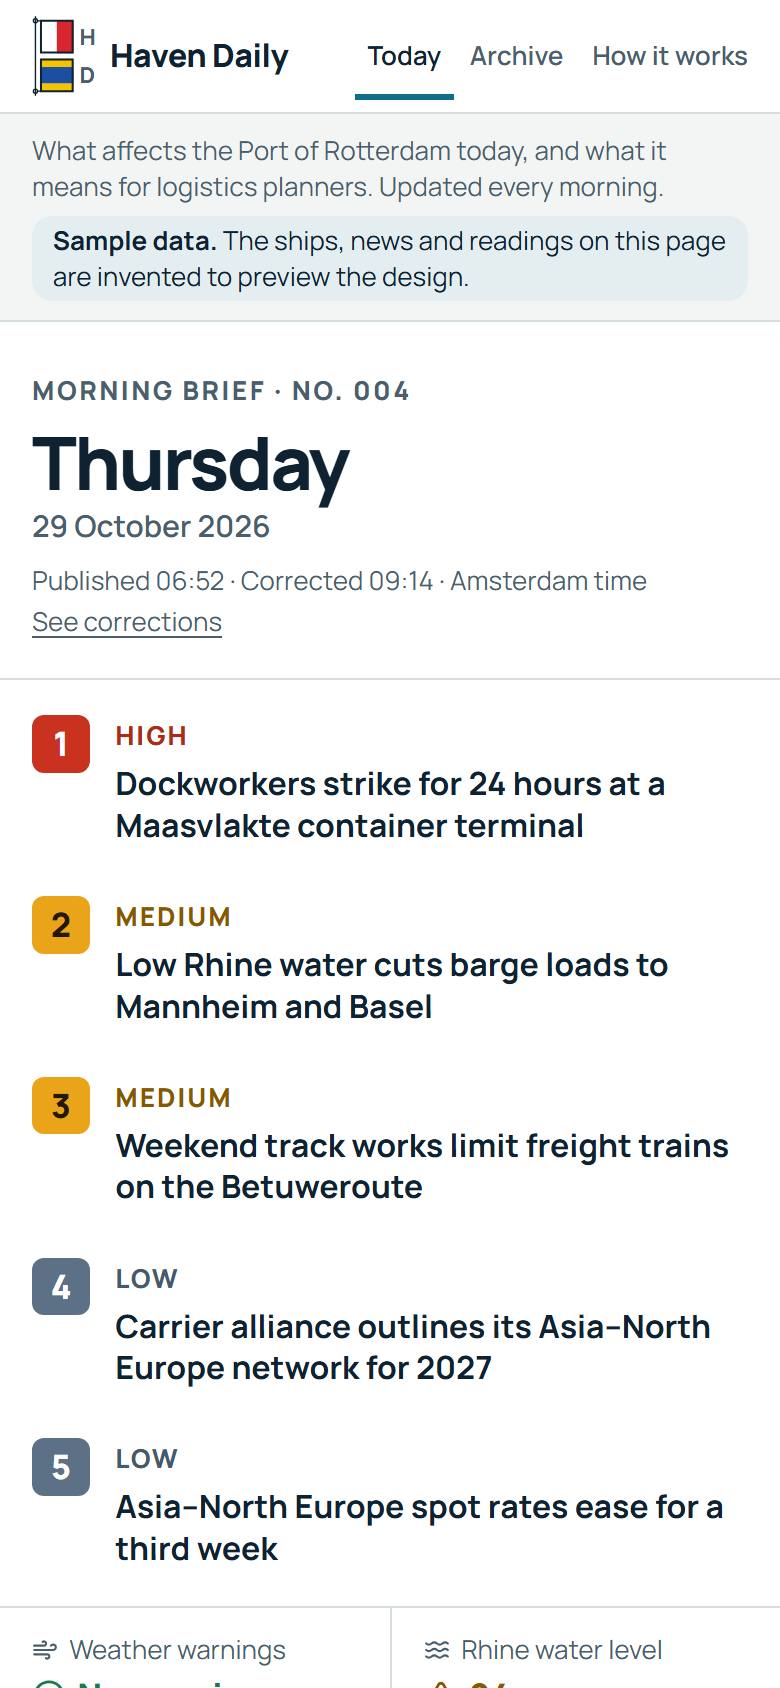 H
D
Haven Daily
Today
Archive
How it works
What affects the Port of Rotterdam today, and what it
means for logistics planners. Updated every morning.
Sample data. The ships, news and readings on this page
are invented to preview the design.
MORNING BRIEF · NO. 004
Thursday
29 October 2026
Published 06:52 · Corrected 09:14 · Amsterdam time
See corrections
1
HIGH
Dockworkers strike for 24 hours at a
Maasvlakte container terminal
2
MEDIUM
Low Rhine water cuts barge loads to
Mannheim and Basel
3
MEDIUM
Weekend track works limit freight trains
on the Betuweroute
4
LOW
Carrier alliance outlines its Asia–North
Europe network for 2027
5
LOW
Asia–North Europe spot rates ease for a
third week
Weather warnings
Rhine water level